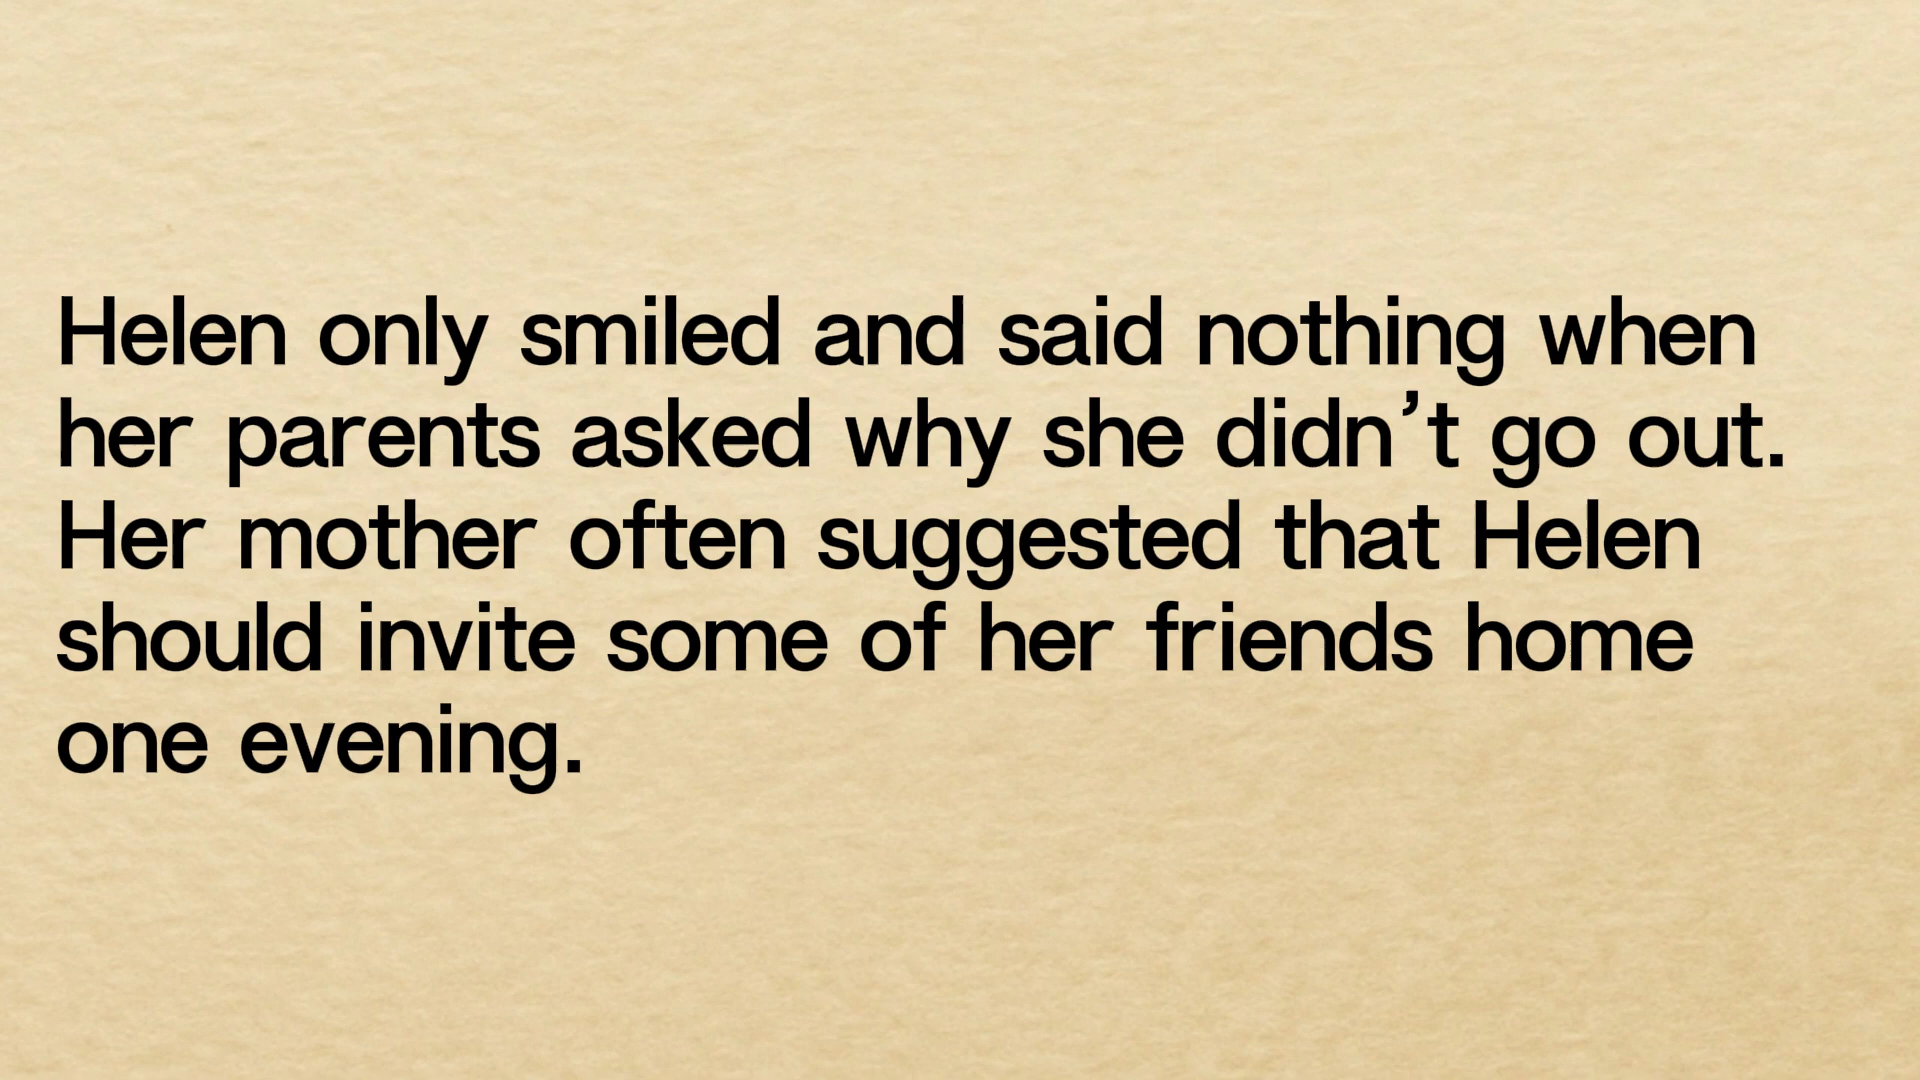 Helen only smiled and said nothing when
her parents asked why she didn’t go out.
Her mother often suggested that Helen
should invite some of her friends home
one evening.